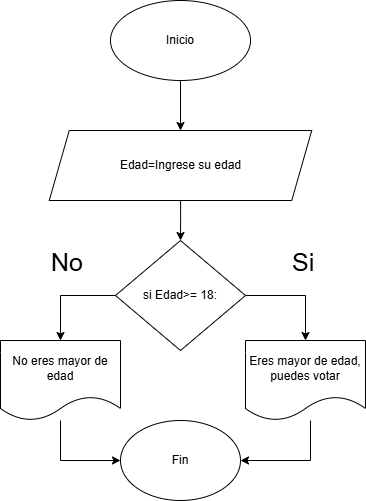 Inicio
Edad=Ingrese su edad
No
Si
si Edad>= 18:
No eres mayor de
edad
Eres mayor de edad,
puedes votar
Fin